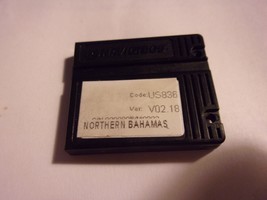 Code: US936
Ver: V02.18
NORTHERN BAHAMAS